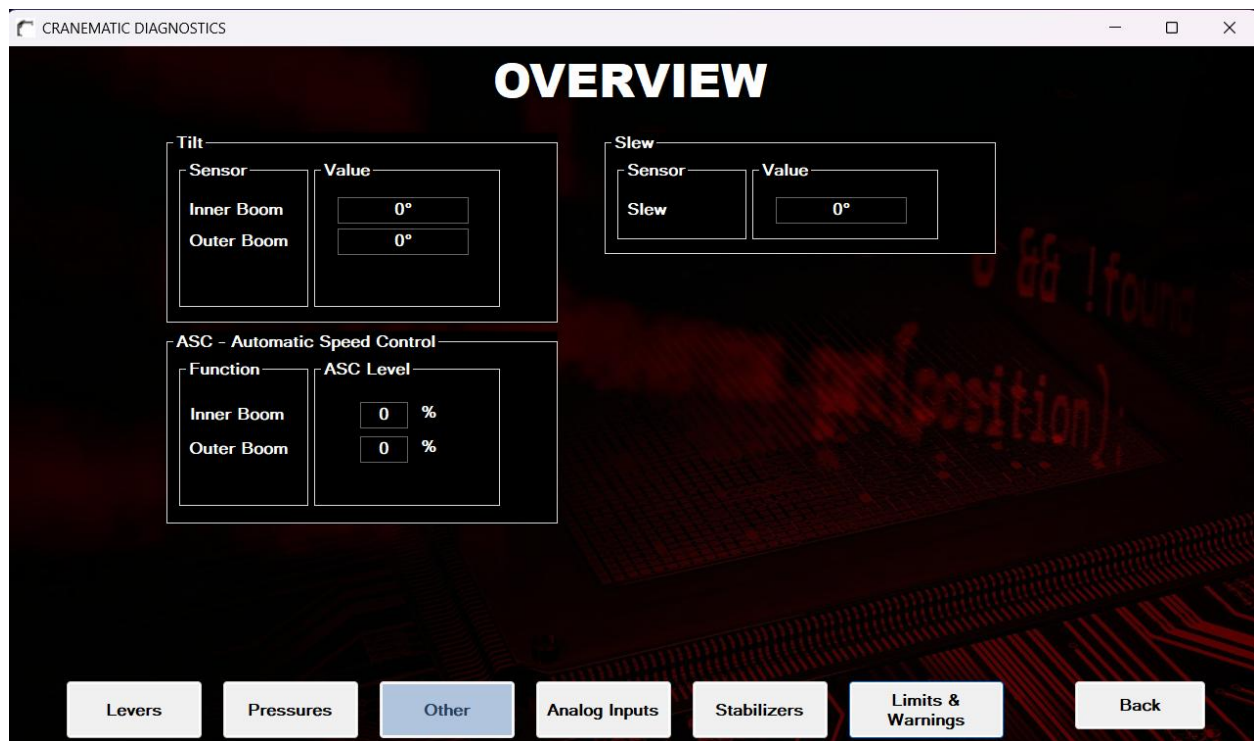 CRANEMATIC DIAGNOSTICS
OVERVIEW
Tilt
Sensor Value
Inner Boom 0°
Outer Boom 0°
Slew
Sensor Value
Slew 0°
ASC - Automatic Speed Control
Function ASC Level
Inner Boom 0 %
Outer Boom 0 %
&& !found
(position);
Levers Pressures Other Analog Inputs Stabilizers Limits & Warnings Back